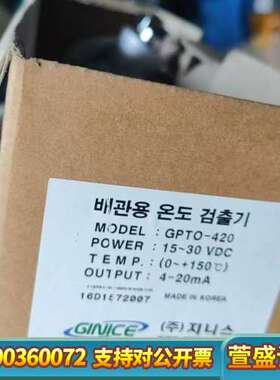 배관용 온도 검출기
MODEL : GPTO-420
POWER : 15~30 VDC
T E M P. : (0~+150℃)
OUTPUT : 4-20mA
16D1572007 MADE IN KOREA
GINICE (주)지니스
00360072 支持对公开票 萱盛